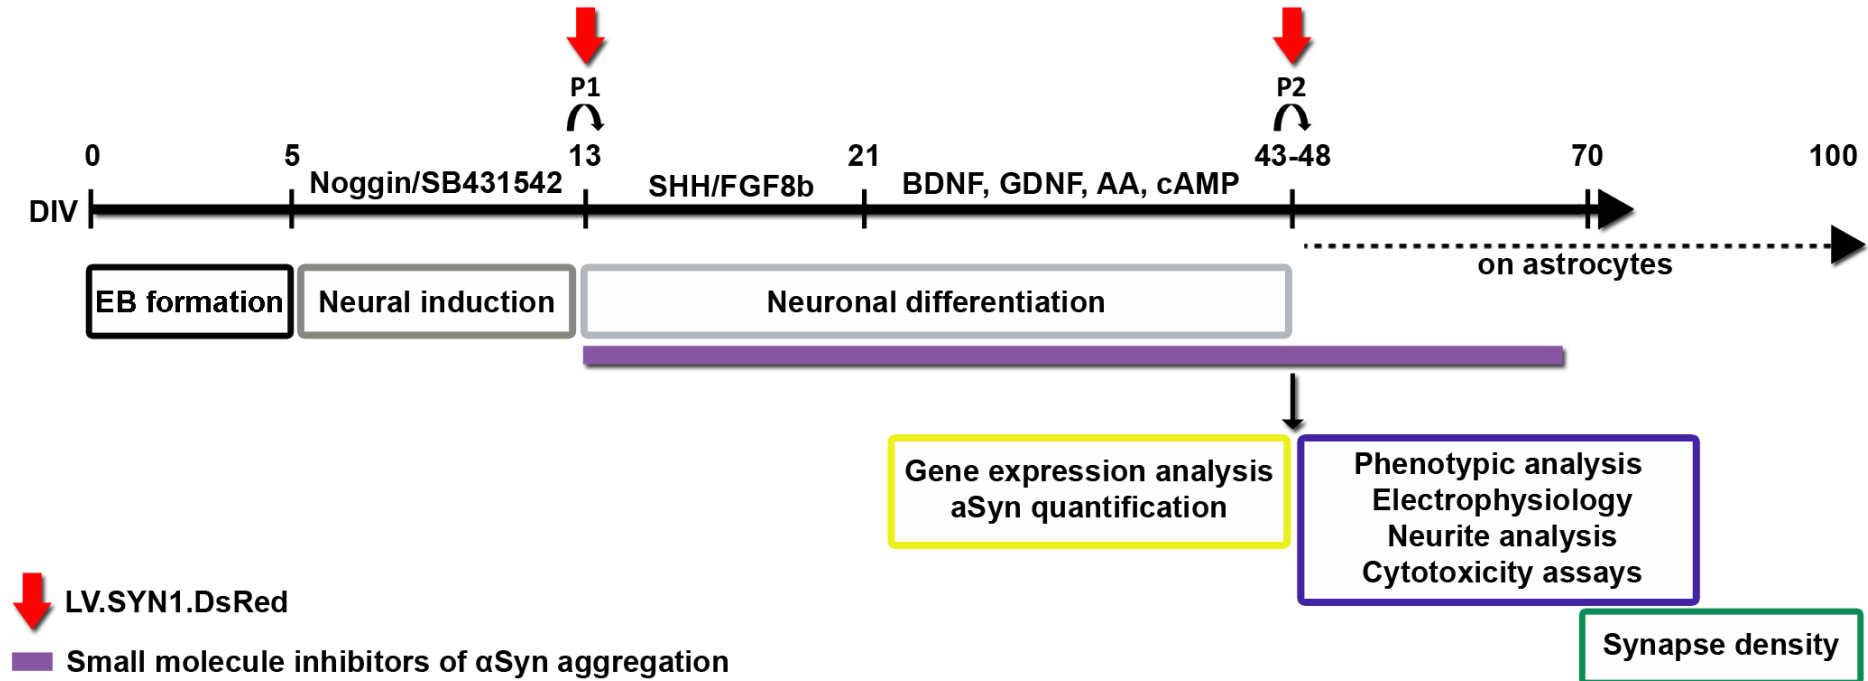 P1
P2
0
5
13
21
43-48
70
100
Noggin/SB431542
SHH/FGF8b
BDNF, GDNF, AA, cAMP
DIV
on astrocytes
EB formation
Neural induction
Neuronal differentiation
Gene expression analysis
aSyn quantification
Phenotypic analysis
Electrophysiology
Neurite analysis
Cytotoxicity assays
Synapse density
LV.SYN1.DsRed
Small molecule inhibitors of αSyn aggregation